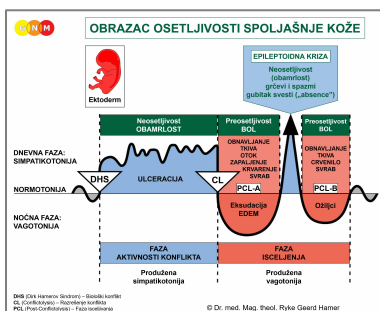 GNM
OBRAZAC OSETLJIVOSTI SPOLJAŠNJE KOŽE
Ektoderm
EPILEPTOIDNA KRIZA
Neosetljivost
(obamrlost)
grčevi i spazmi
gubitak svesti („absence”)
Neosetljivost
OBAMRLOST
Preosetljivost
BOL
Preosetljivost
BOL
DNEVNA FAZA:
SIMPATIKOTONIJA
OBNAVLJANJE
TKIVA
OTOK
ZAPALJENJE
KRVARENJE
SVRAB
OBNAVLJANJE
TKIVA
CRVENILO
SVRAB
DHS
ULCERACIJA
CL
PCL-A
PCL-B
NORMOTONIJA
Eksudacija
EDEM
Ožiljci
NOĆNA FAZA:
VAGOTONIJA
FAZA
AKTIVNOSTI KONFLIKTA
FAZA
ISCELJENJA
Produžena
simpatikotonija
Produžena
vagotonija
DHS (Dirk Hamerov Sindrom) – Biološki konflikt
CL (Conflictolysis) – Razrešenje konflikta
PCL (Post-Conflictolysis) – Faza isceljivanja
© Dr. med. Mag. theol. Ryke Geerd Hamer